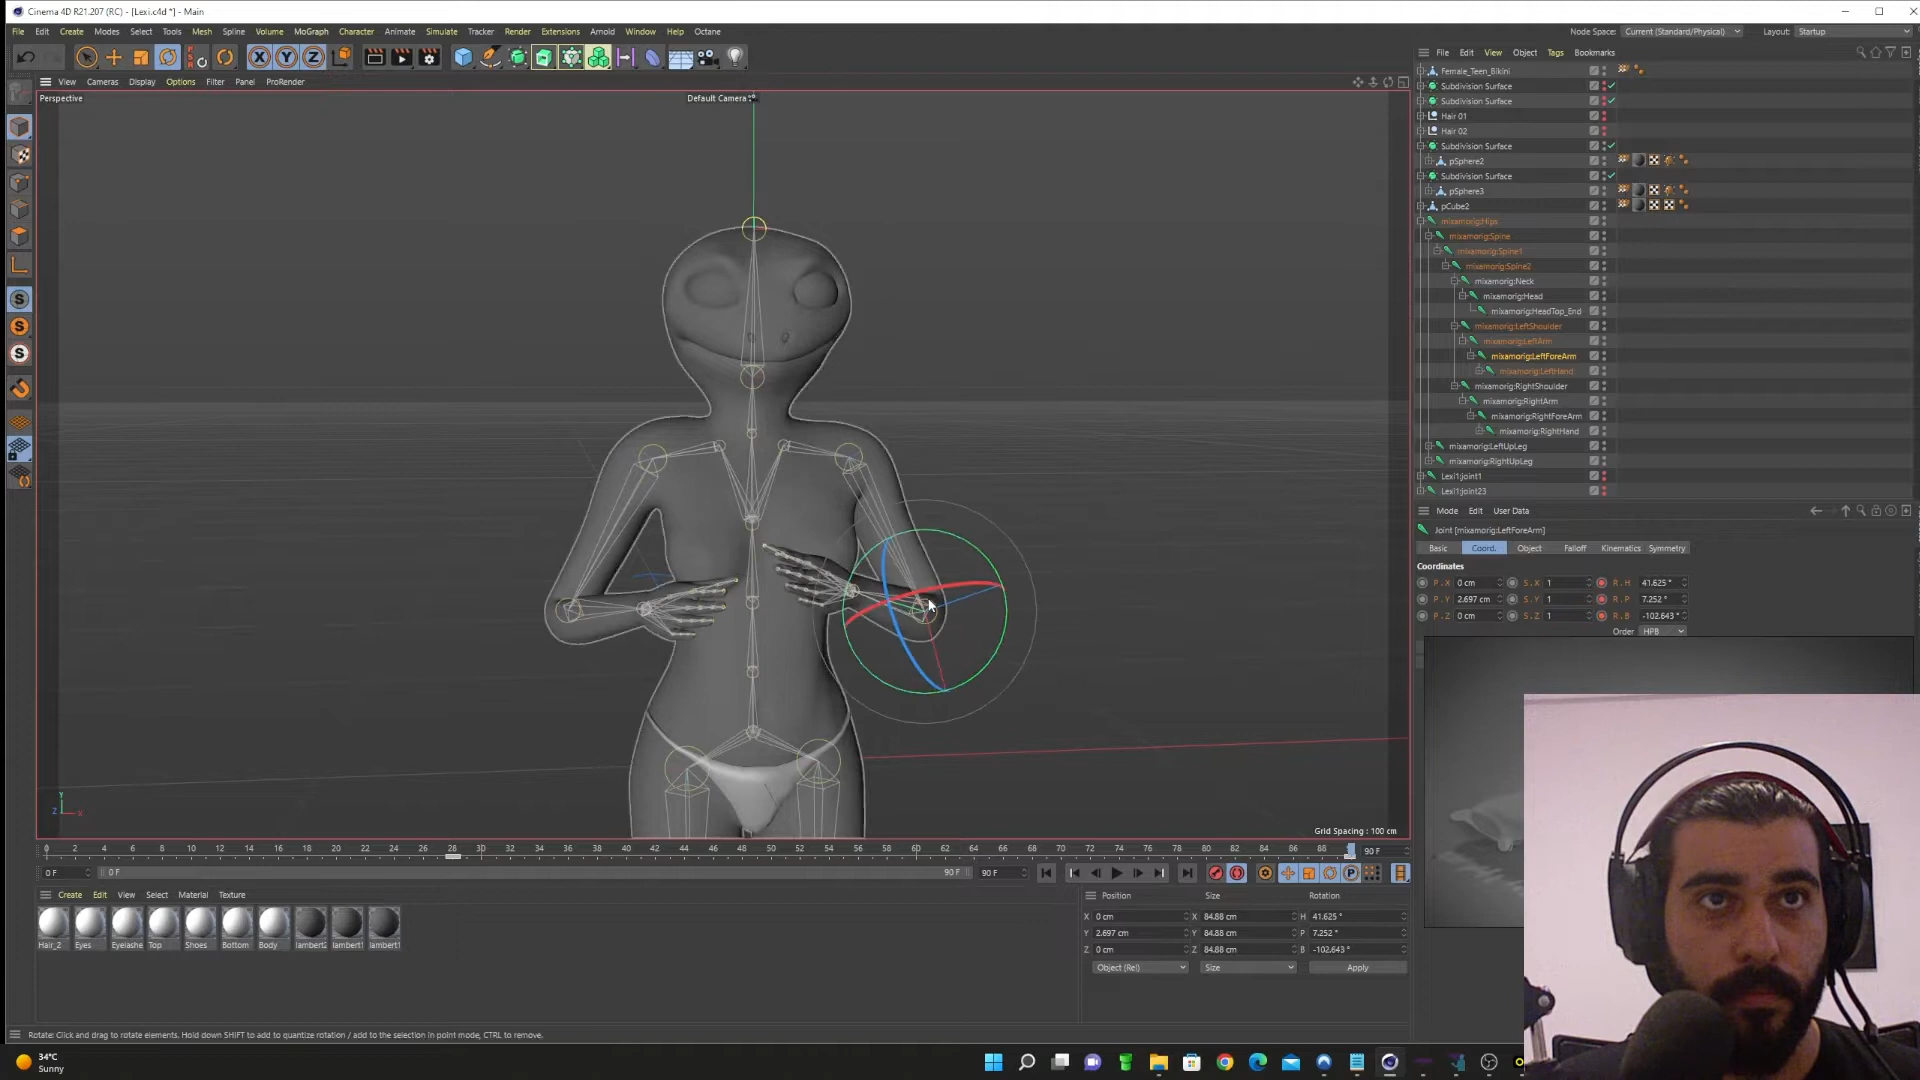 Cinema 4D R21.207 (RC) - [Lexi.c4d *] - Main
File Edit Create Modes Select Tools Mesh Spline Volume MoGraph Character Animate Simulate Tracker Render Extensions Arnold Window Help Octane
Node Space: Current (Standard/Physical) Layout: Startup
View Cameras Display Options Filter Panel ProRender
Perspective
Default Camera
File Edit View Object Tags Bookmarks
Female_Teen_Bikini
Subdivision Surface
Subdivision Surface
Hair 01
Hair 02
Subdivision Surface
pSphere2
Subdivision Surface
pSphere3
pCube2
mixamorig:Hips
mixamorig:Spine
mixamorig:Spine1
mixamorig:Spine2
mixamorig:Neck
mixamorig:Head
mixamorig:HeadTop_End
mixamorig:LeftShoulder
mixamorig:LeftArm
mixamorig:LeftForeArm
mixamorig:LeftHand
mixamorig:RightShoulder
mixamorig:RightArm
mixamorig:RightForeArm
mixamorig:RightHand
mixamorig:LeftUpLeg
mixamorig:RightUpLeg
Lexi1:joint1
Lexi1:joint23
Mode Edit User Data
Joint [mixamorig:LeftForeArm]
Basic Coord. Object Falloff Kinematics Symmetry
Coordinates
P . X 0 cm S . X 1 R . H 41.625 °
P . Y 2.697 cm S . Y 1 R . P 7.252 °
P . Z 0 cm S . Z 1 R . B -102.643 °
Order HPB
Grid Spacing : 100 cm
0 2 4 6 8 10 12 14 16 18 20 22 24 26 28 30 32 34 36 38 40 42 44 46 48 50 52 54 56 58 60 62 64 66 68 70 72 74 76 78 80 82 84 86 88 90 F
0 F 0 F 90 F 90 F
Create Edit View Select Material Texture
Hair_2 Eyes Eyelashe Top Shoes Bottom Body lambert2 lambert1 lambert1
Position Size Rotation
X 0 cm X 84.88 cm H 41.625 °
Y 2.697 cm Y 84.88 cm P 7.252 °
Z 0 cm Z 84.88 cm B -102.643 °
Object (Rel) Size Apply
Rotate: Click and drag to rotate elements. Hold down SHIFT to add to quantize rotation / add to the selection in point mode, CTRL to remove.
34°C
Sunny